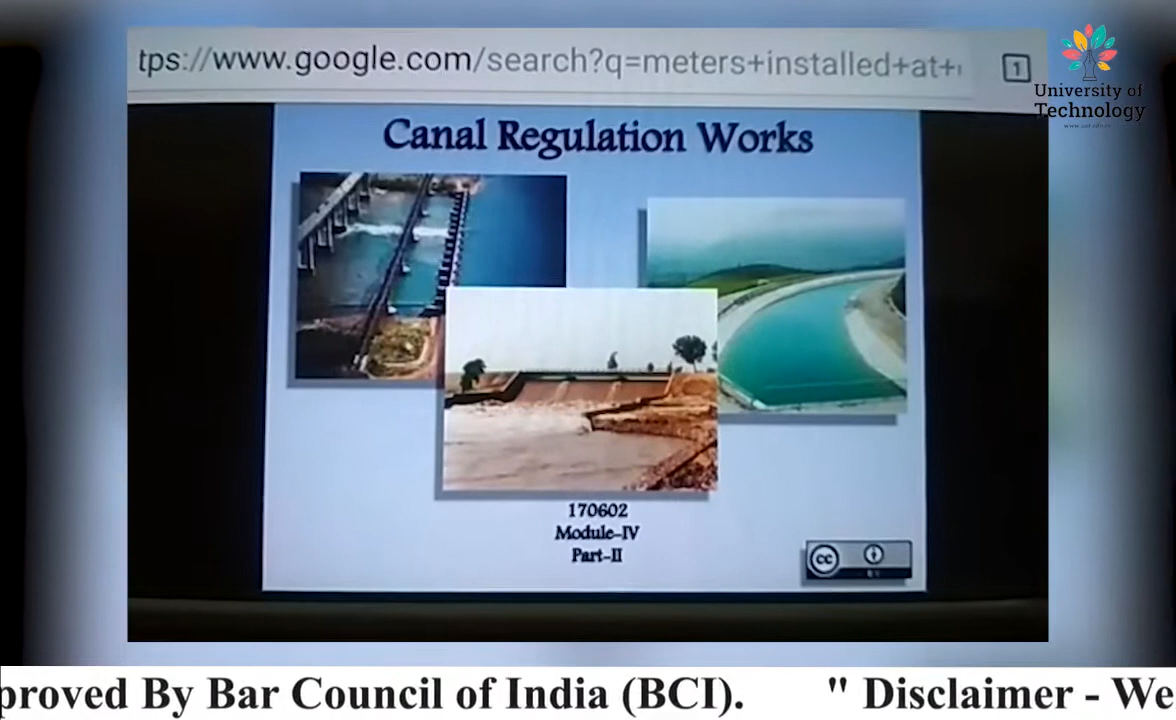 tps://www.google.com/search?q=meters+installed+at+
1
University of
Technology
Canal Regulation Works
170602
Module-IV
Part-II
cc
proved By Bar Council of India (BCI). " Disclaimer - We